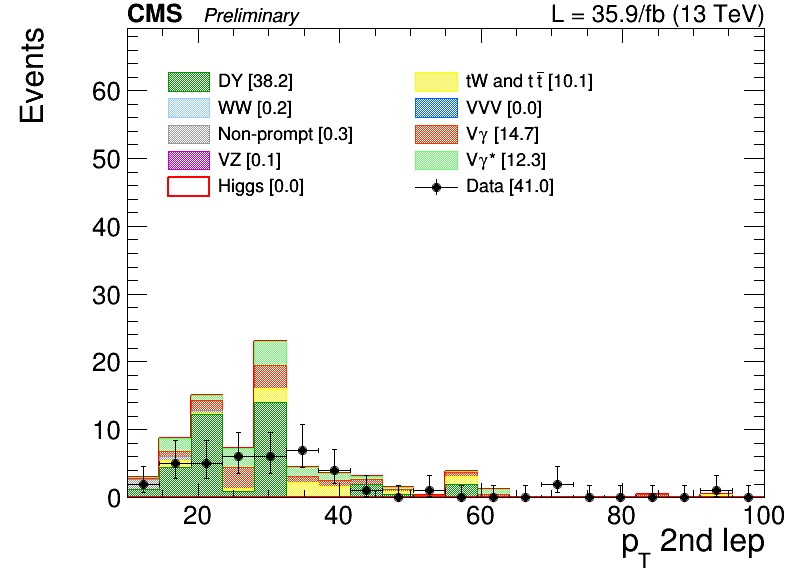 CMS Preliminary L = 35.9/fb (13 TeV)
Events
DY [38.2]
WW [0.2]
Non-prompt [0.3]
VZ [0.1]
Higgs [0.0]
tW and t t̄ [10.1]
VVV [0.0]
Vγ [14.7]
Vγ* [12.3]
Data [41.0]
60
50
40
30
20
10
0
20 40 60 80 100
p_T 2nd lep